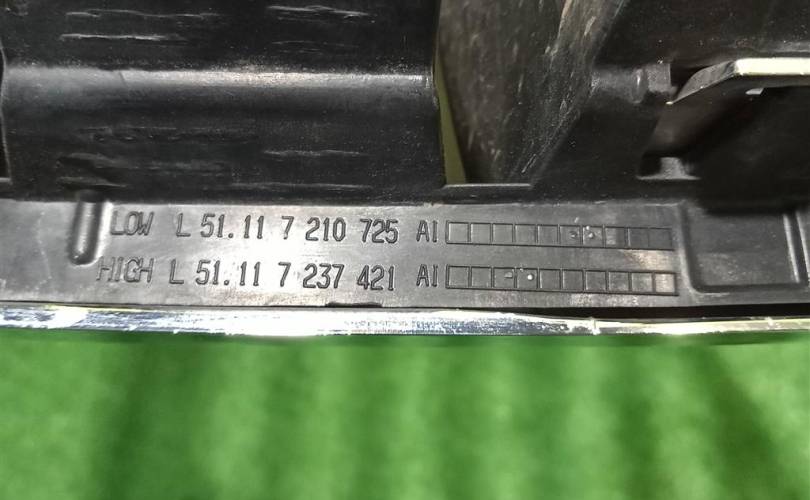 LOW L 51.11 7 210 725 AI
HIGH L 51.11 7 237 421 AI